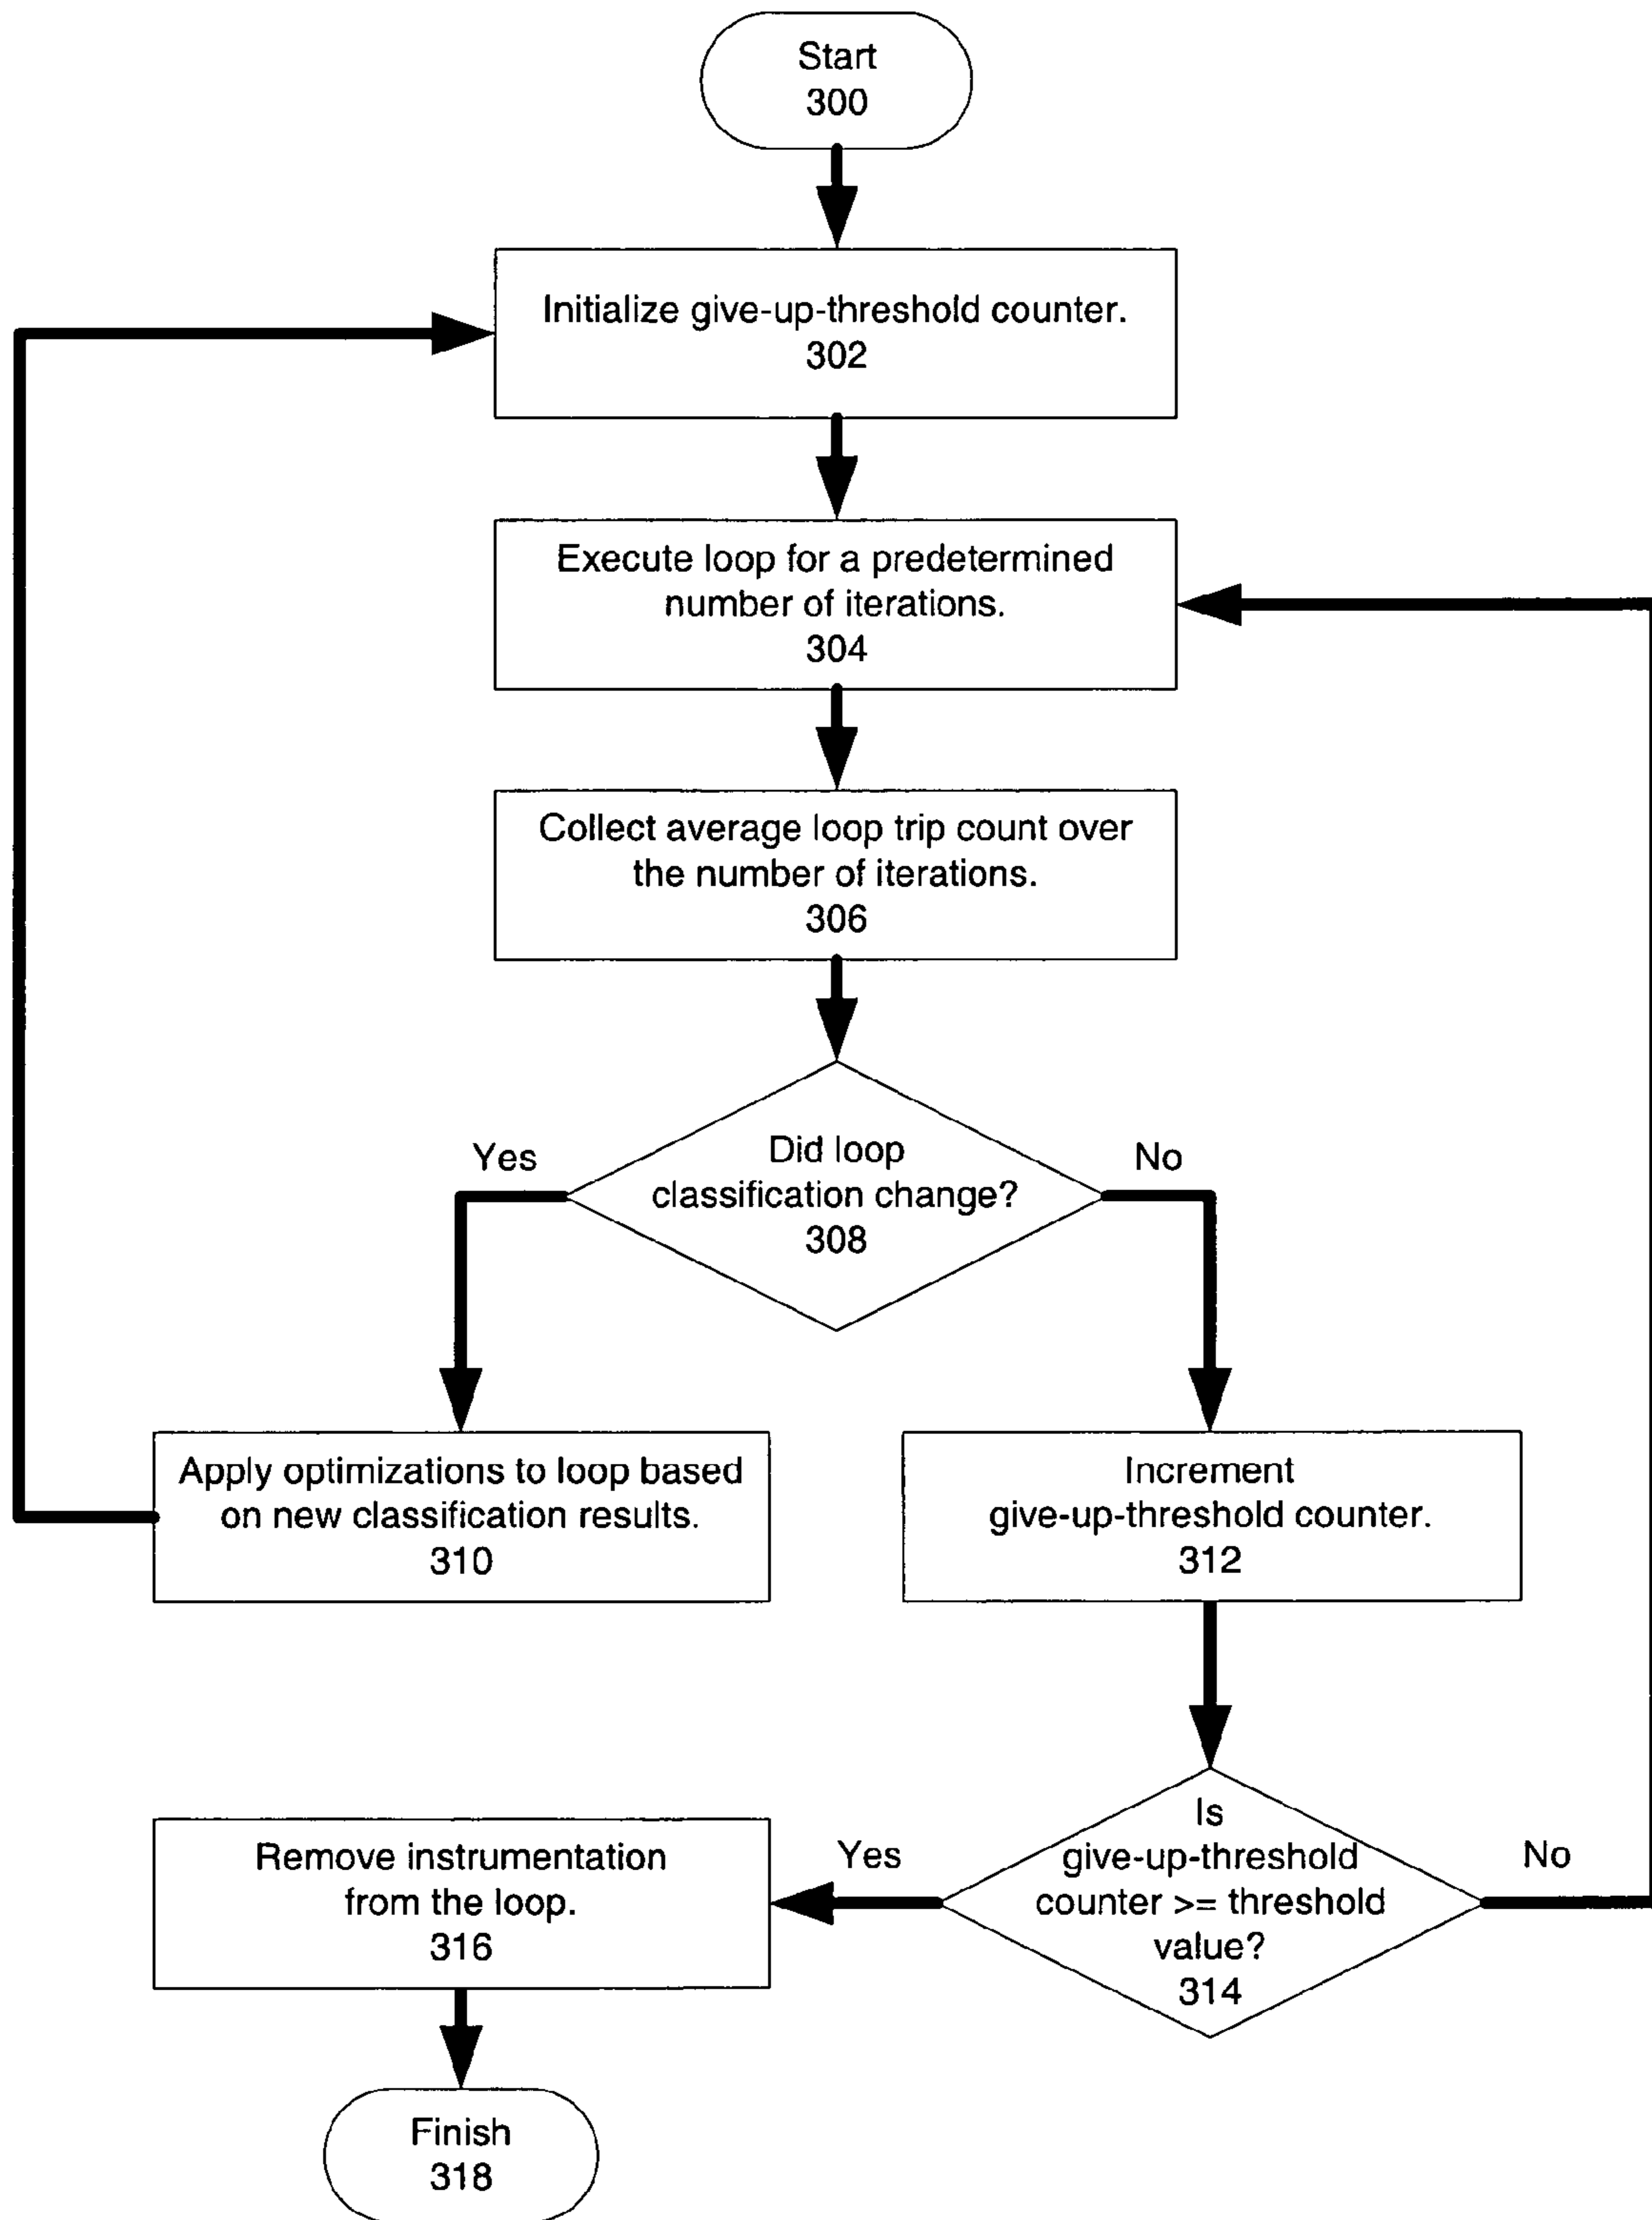 Start
300
Initialize give-up-threshold counter.
302
Execute loop for a predetermined
number of iterations.
304
Collect average loop trip count over
the number of iterations.
306
Did loop
classification change?
308
Yes
No
Apply optimizations to loop based
on new classification results.
310
Increment
give-up-threshold counter.
312
Is
give-up-threshold
counter >= threshold
value?
314
Yes
No
Remove instrumentation
from the loop.
316
Finish
318